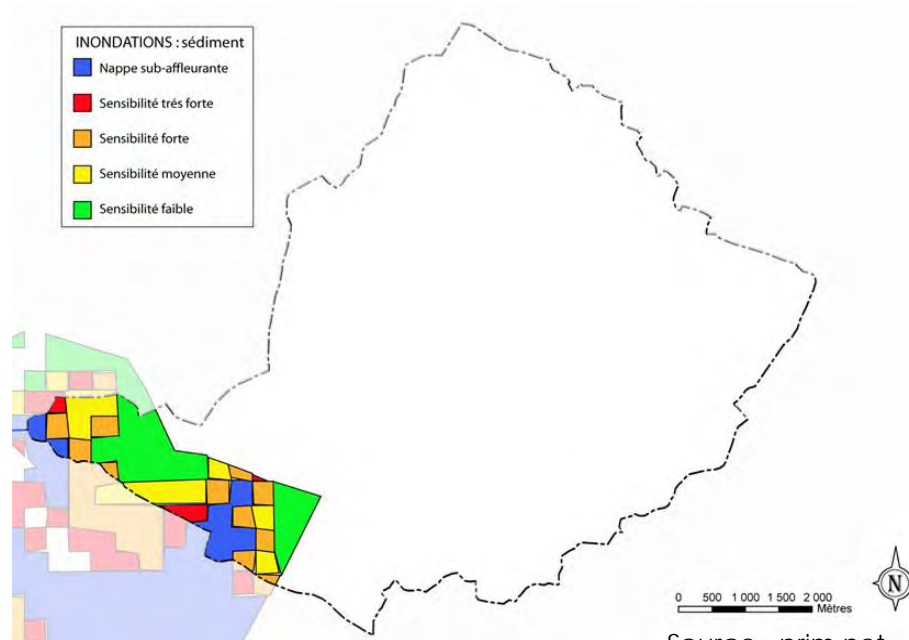 INONDATIONS : sédiment
Nappe sub-affleurante
Sensibilité trés forte
Sensibilité forte
Sensibilité moyenne
Sensibilité faible
N
0 500 1 000 1 500 2 000
Mètres